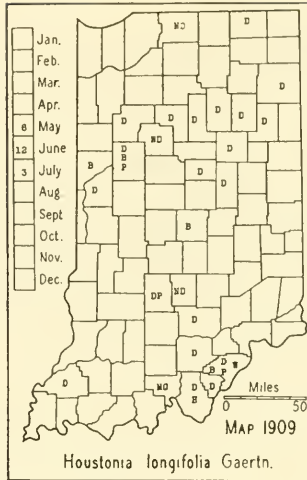 Jan.
Feb.
Mar.
Apr.
6 May
12 June
3 July
Aug
Sept
Oct.
Nov.
Dec.
ND D
D
D D D D
D ND D
D
B
P D
B D
D
B
DP ND
D
D
D
B P W
D MO D D
E
Miles
0 50
MAP 1909
Houstonia longifolia Gaertn.